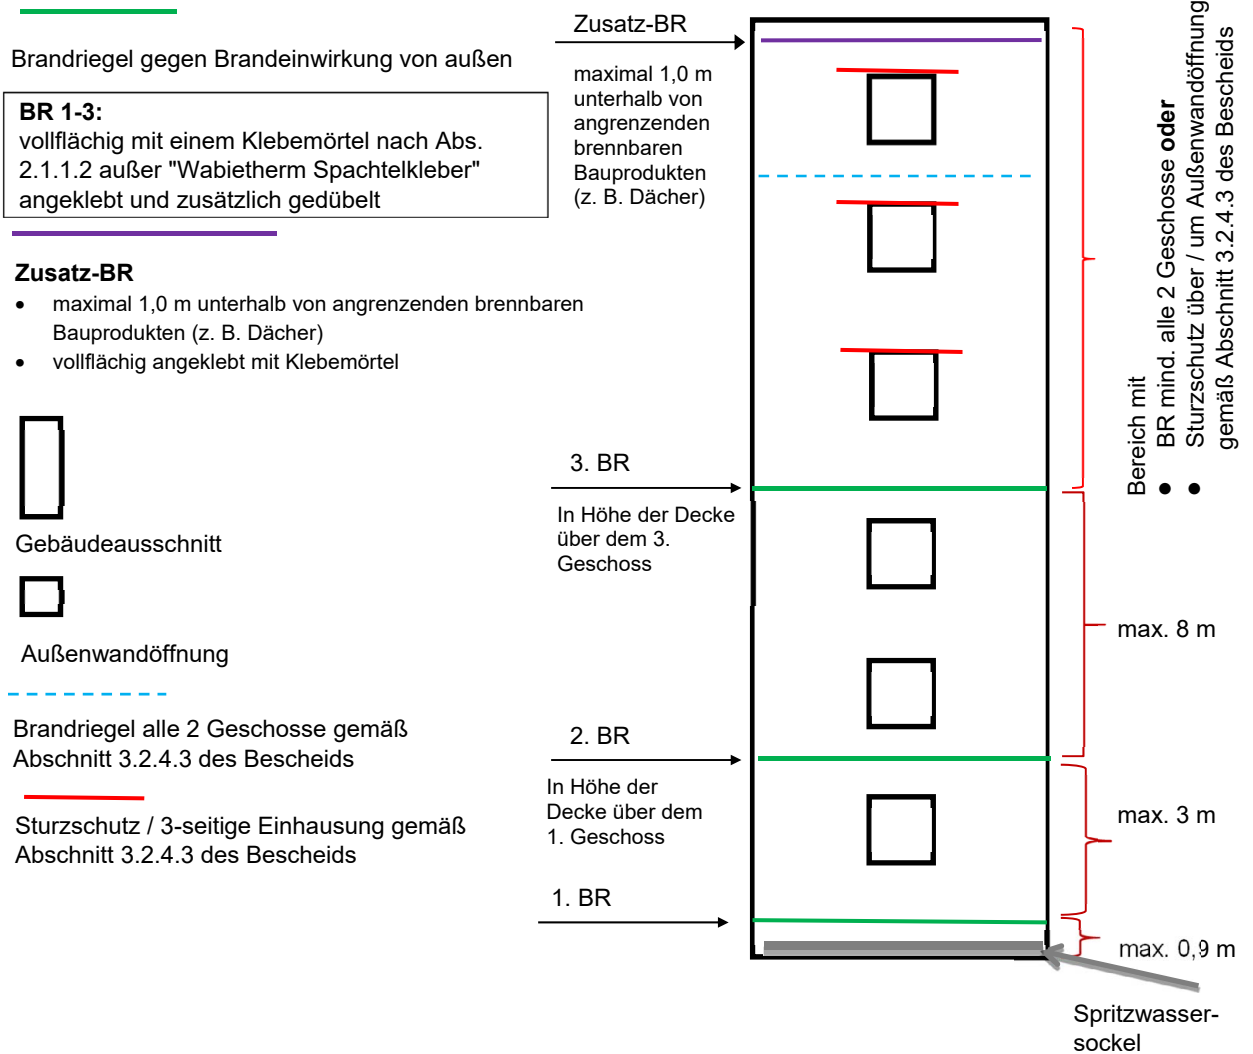 Brandriegel gegen Brandeinwirkung von außen
BR 1-3:
vollflächig mit einem Klebemörtel nach Abs.
2.1.1.2 außer "Wabietherm Spachtelkleber"
angeklebt und zusätzlich gedübelt
Zusatz-BR
• maximal 1,0 m unterhalb von angrenzenden brennbaren
Bauprodukten (z. B. Dächer)
• vollflächig angeklebt mit Klebemörtel
Gebäudeausschnitt
Außenwandöffnung
Brandriegel alle 2 Geschosse gemäß
Abschnitt 3.2.4.3 des Bescheids
Sturzschutz / 3-seitige Einhausung gemäß
Abschnitt 3.2.4.3 des Bescheids
Zusatz-BR
maximal 1,0 m
unterhalb von
angrenzenden
brennbaren
Bauprodukten
(z. B. Dächer)
3. BR
In Höhe der Decke
über dem 3.
Geschoss
2. BR
In Höhe der
Decke über dem
1. Geschoss
1. BR
Bereich mit
• BR mind. alle 2 Geschosse oder
• Sturzschutz über / um Außenwandöffnung
gemäß Abschnitt 3.2.4.3 des Bescheids
max. 8 m
max. 3 m
max. 0,9 m
Spritzwasser-
sockel